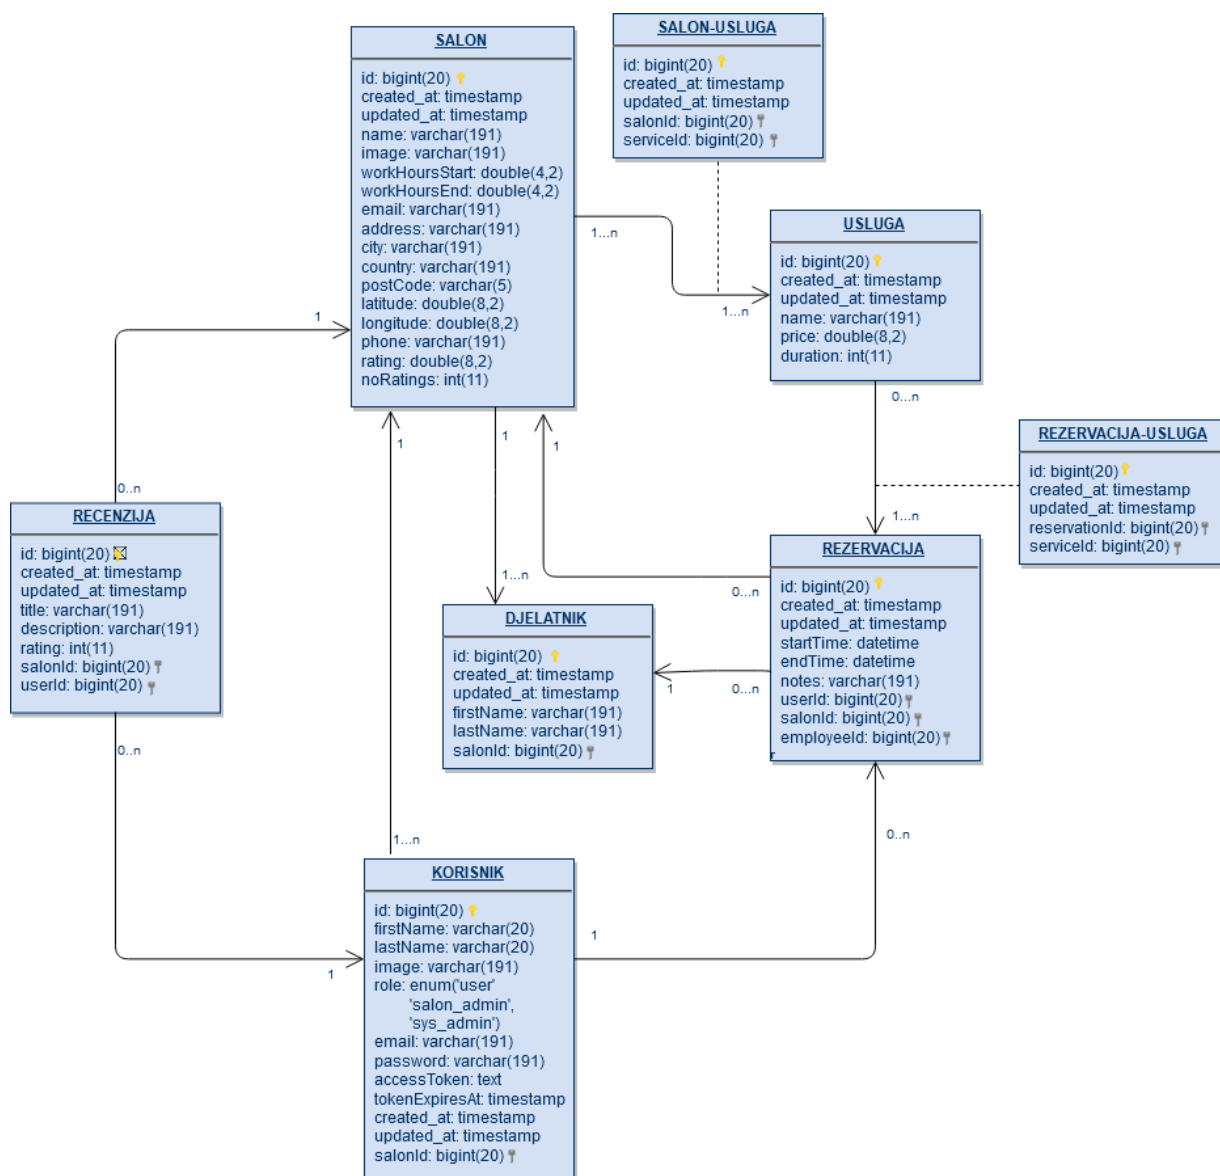 SALON
id: bigint(20)
created_at: timestamp
updated_at: timestamp
name: varchar(191)
image: varchar(191)
workHoursStart: double(4,2)
workHoursEnd: double(4,2)
email: varchar(191)
address: varchar(191)
city: varchar(191)
country: varchar(191)
postCode: varchar(5)
latitude: double(8,2)
longitude: double(8,2)
phone: varchar(191)
rating: double(8,2)
noRatings: int(11)
SALON-USLUGA
id: bigint(20)
created_at: timestamp
updated_at: timestamp
salonId: bigint(20)
serviceId: bigint(20)
1...n
1...n
USLUGA
id: bigint(20)
created_at: timestamp
updated_at: timestamp
name: varchar(191)
price: double(8,2)
duration: int(11)
1
0..n
1
1
1
0...n
1...n
REZERVACIJA-USLUGA
id: bigint(20)
created_at: timestamp
updated_at: timestamp
reservationId: bigint(20)
serviceId: bigint(20)
RECENZIJA
id: bigint(20)
created_at: timestamp
updated_at: timestamp
title: varchar(191)
description: varchar(191)
rating: int(11)
salonId: bigint(20)
userId: bigint(20)
1...n
0...n
DJELATNIK
id: bigint(20)
created_at: timestamp
updated_at: timestamp
firstName: varchar(191)
lastName: varchar(191)
salonId: bigint(20)
1
0...n
REZERVACIJA
id: bigint(20)
created_at: timestamp
updated_at: timestamp
startTime: datetime
endTime: datetime
notes: varchar(191)
userId: bigint(20)
salonId: bigint(20)
employeeId: bigint(20)
r
0..n
1...n
0..n
1
1
KORISNIK
id: bigint(20)
firstName: varchar(20)
lastName: varchar(20)
image: varchar(191)
role: enum('user'
'salon_admin',
'sys_admin')
email: varchar(191)
password: varchar(191)
accessToken: text
tokenExpiresAt: timestamp
created_at: timestamp
updated_at: timestamp
salonId: bigint(20)